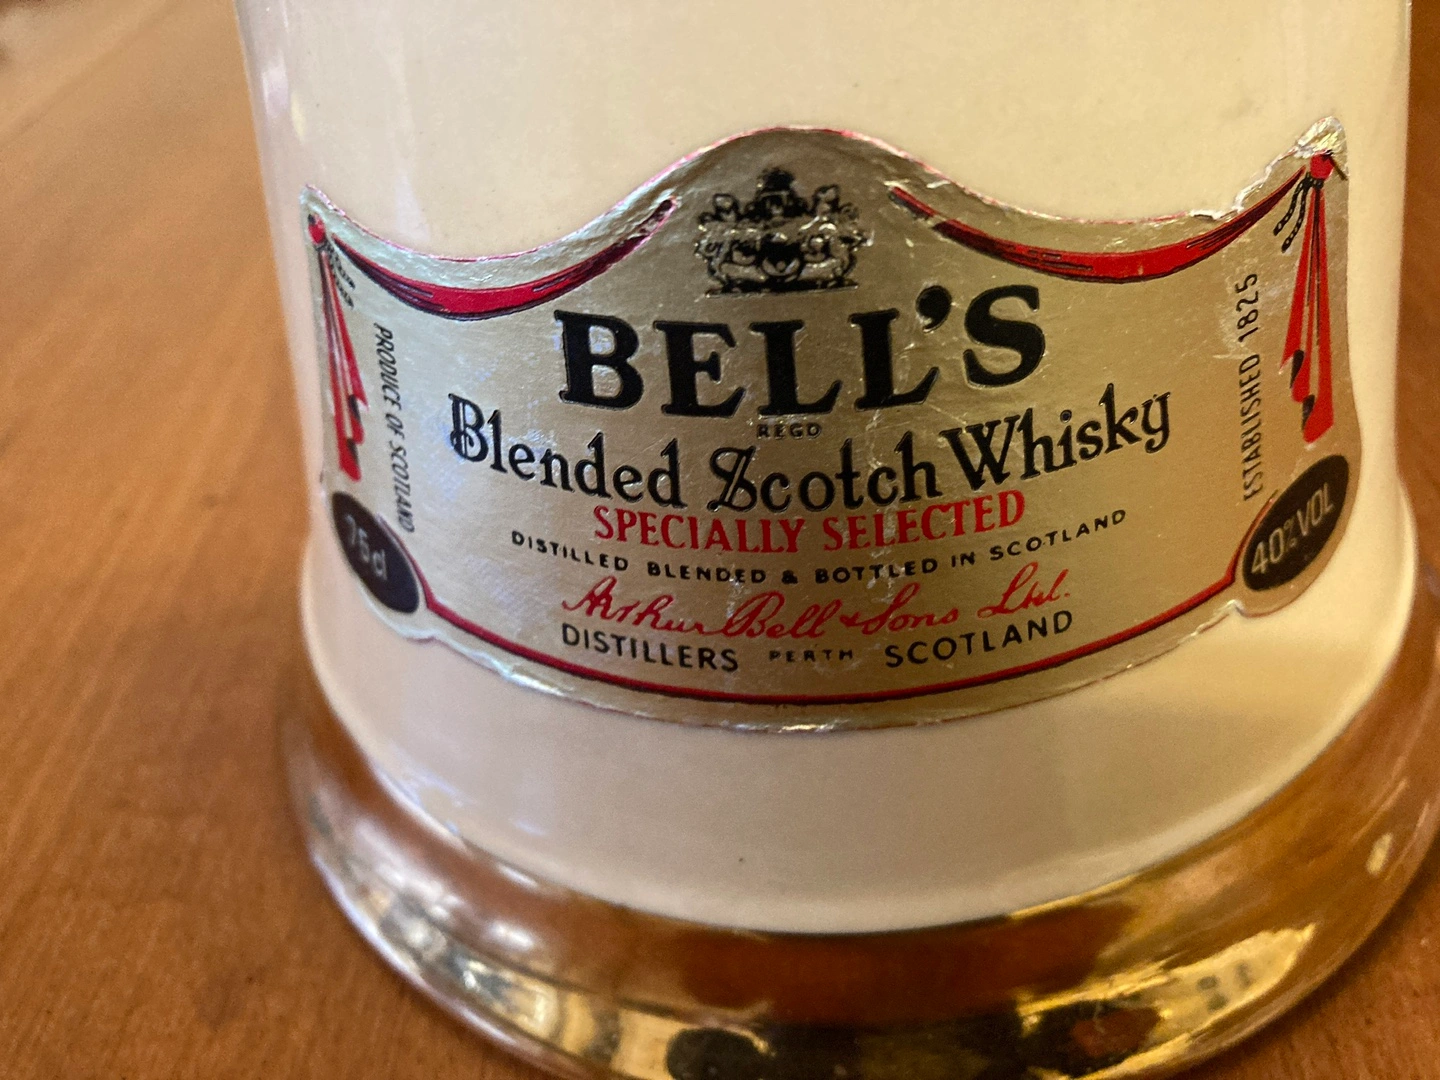 BELL'S
REGD
Blended Scotch Whisky
SPECIALLY SELECTED
DISTILLED BLENDED & BOTTLED IN SCOTLAND
Arthur Bell & Sons Ltd.
DISTILLERS PERTH SCOTLAND
PRODUCE OF SCOTLAND
75cl
ESTABLISHED 1825
40%VOL